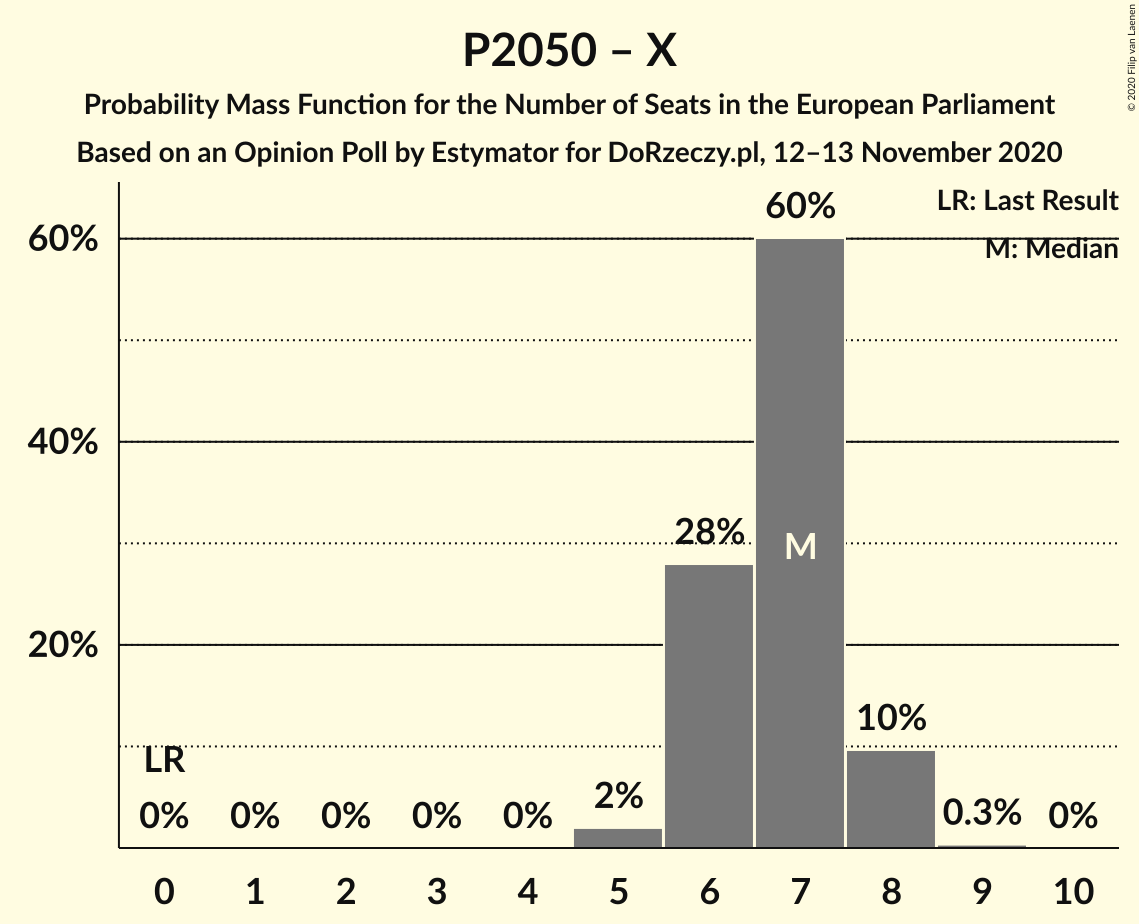 © 2020 Filip van Laenen
P2050 – X
Probability Mass Function for the Number of Seats in the European Parliament
Based on an Opinion Poll by Estymator for DoRzeczy.pl, 12–13 November 2020
LR: Last Result
M: Median
60%
40%
20%
LR
0%
0%
0%
0%
0%
2%
28%
60%
M
10%
0.3%
0%
0 1 2 3 4 5 6 7 8 9 10